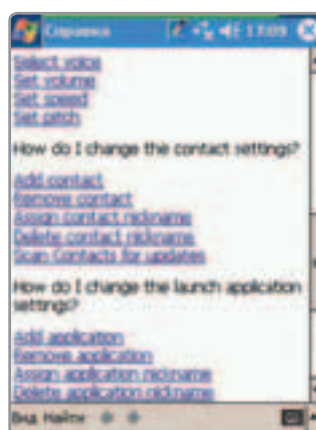 Справка 17:09
Select voice
Set volume
Set speed
Set pitch
How do I change the contact settings?
Add contact
Remove contact
Assign contact nickname
Delete contact nickname
Scan Contacts for updates
How do I change the launch application
settings?
Add application
Remove application
Assign application nickname
Delete application nickname
Вид Найти